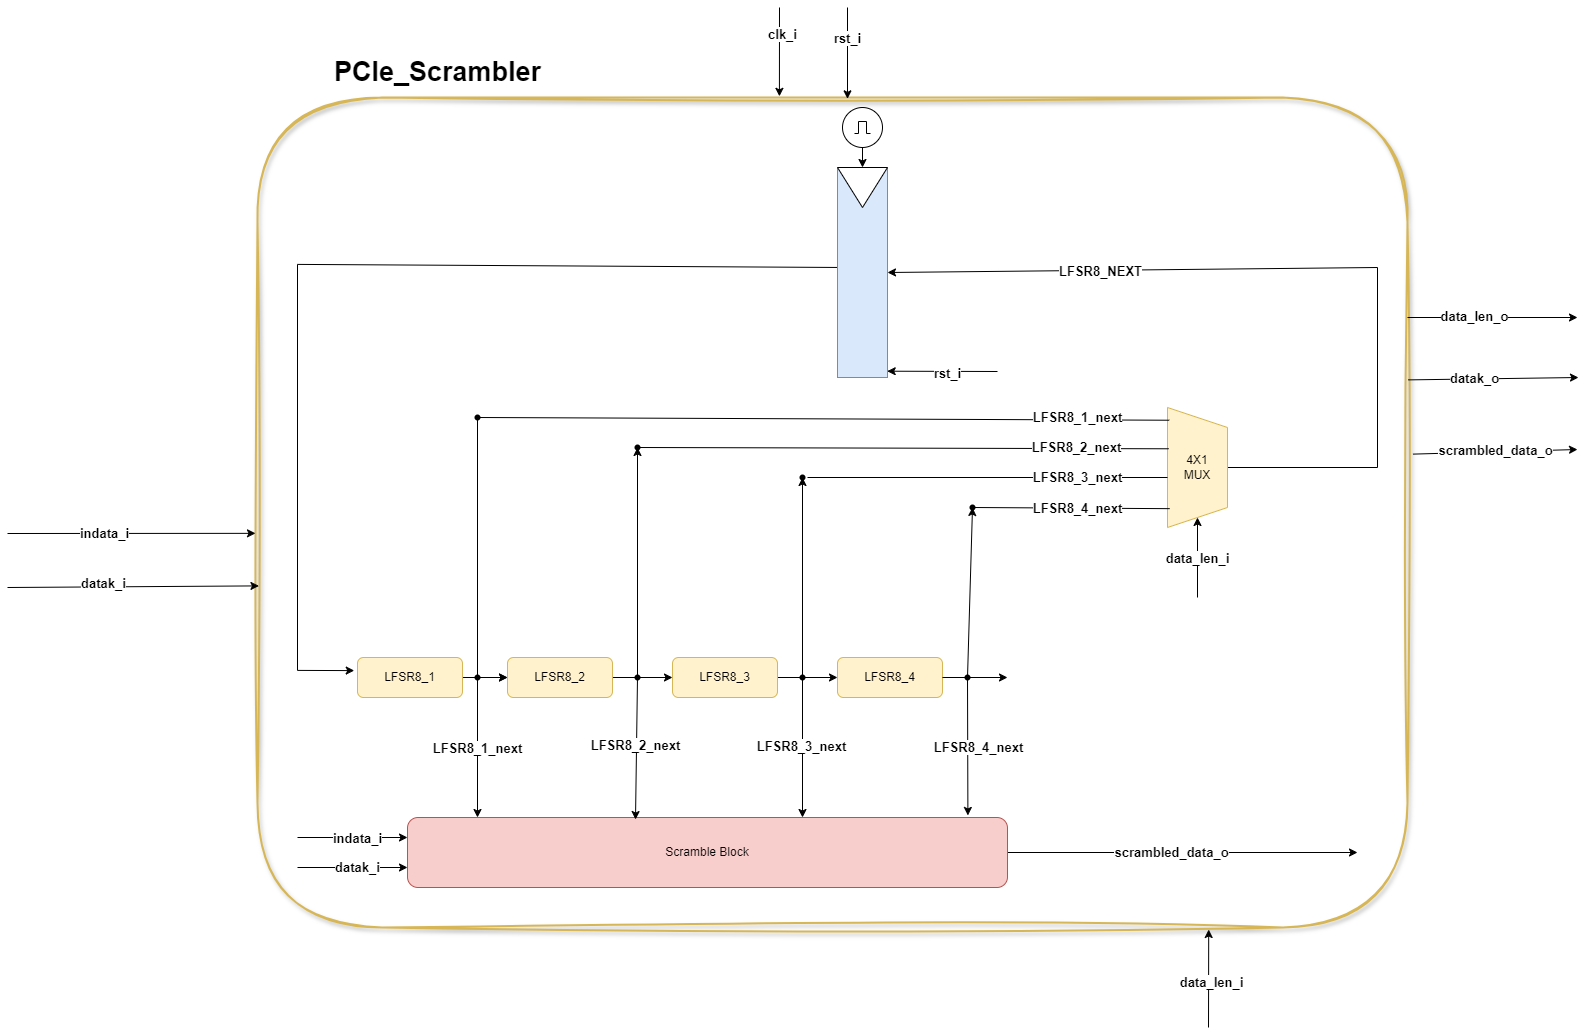 clk_i
rst_i
PCIe_Scrambler
LFSR8_NEXT
data_len_o
rst_i
datak_o
LFSR8_1_next
LFSR8_2_next
scrambled_data_o
4X1
MUX
LFSR8_3_next
LFSR8_4_next
indata_i
data_len_i
datak_i
LFSR8_1
LFSR8_2
LFSR8_3
LFSR8_4
LFSR8_1_next
LFSR8_2_next
LFSR8_3_next
LFSR8_4_next
indata_i
Scramble Block
scrambled_data_o
datak_i
data_len_i